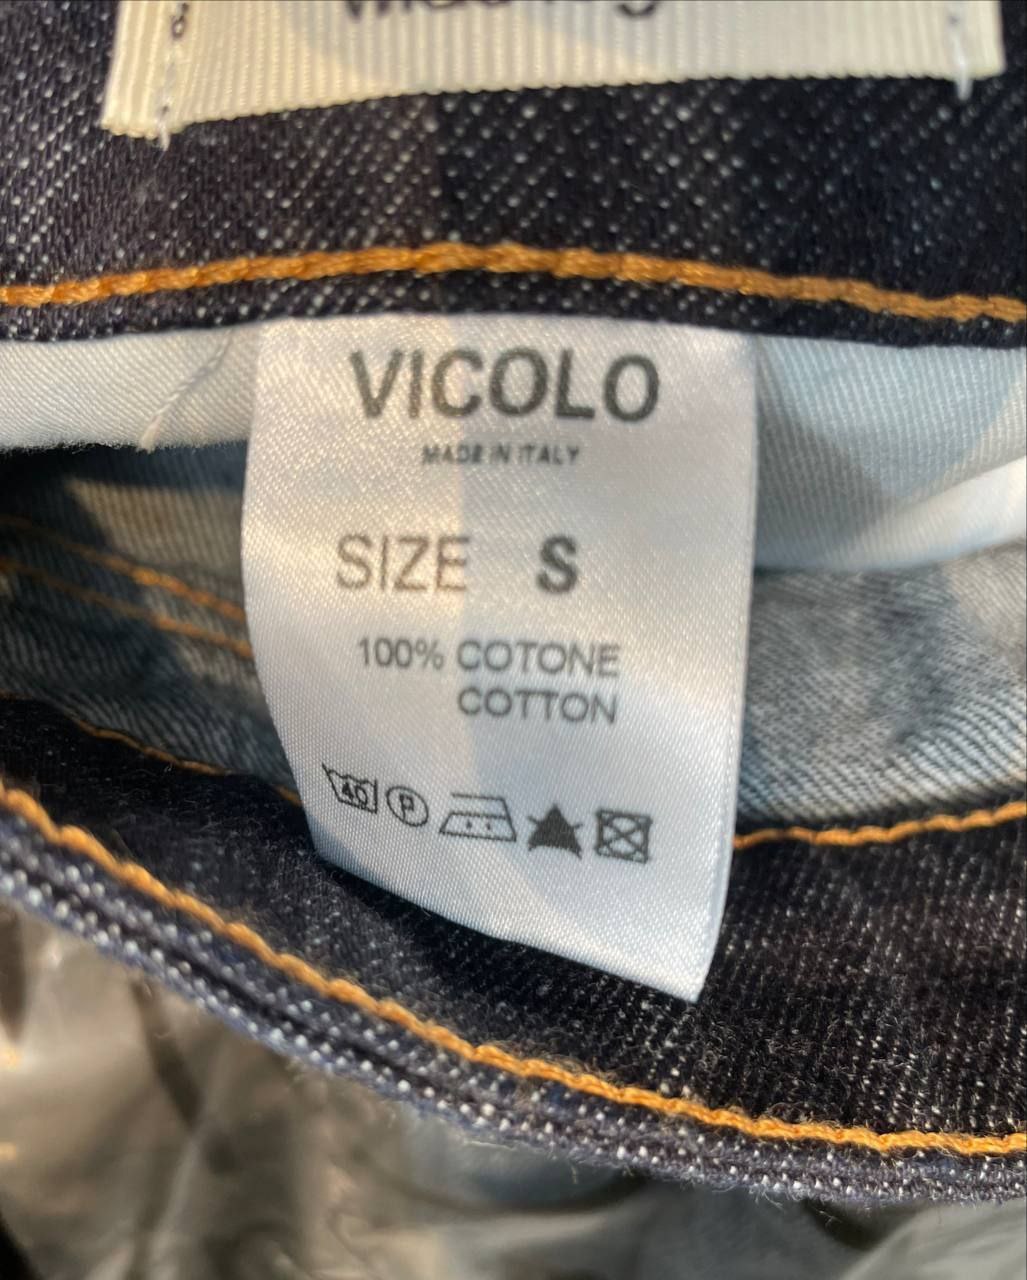 VICOLO
MADE IN ITALY
SIZE S
100% COTONE
COTTON
40 P